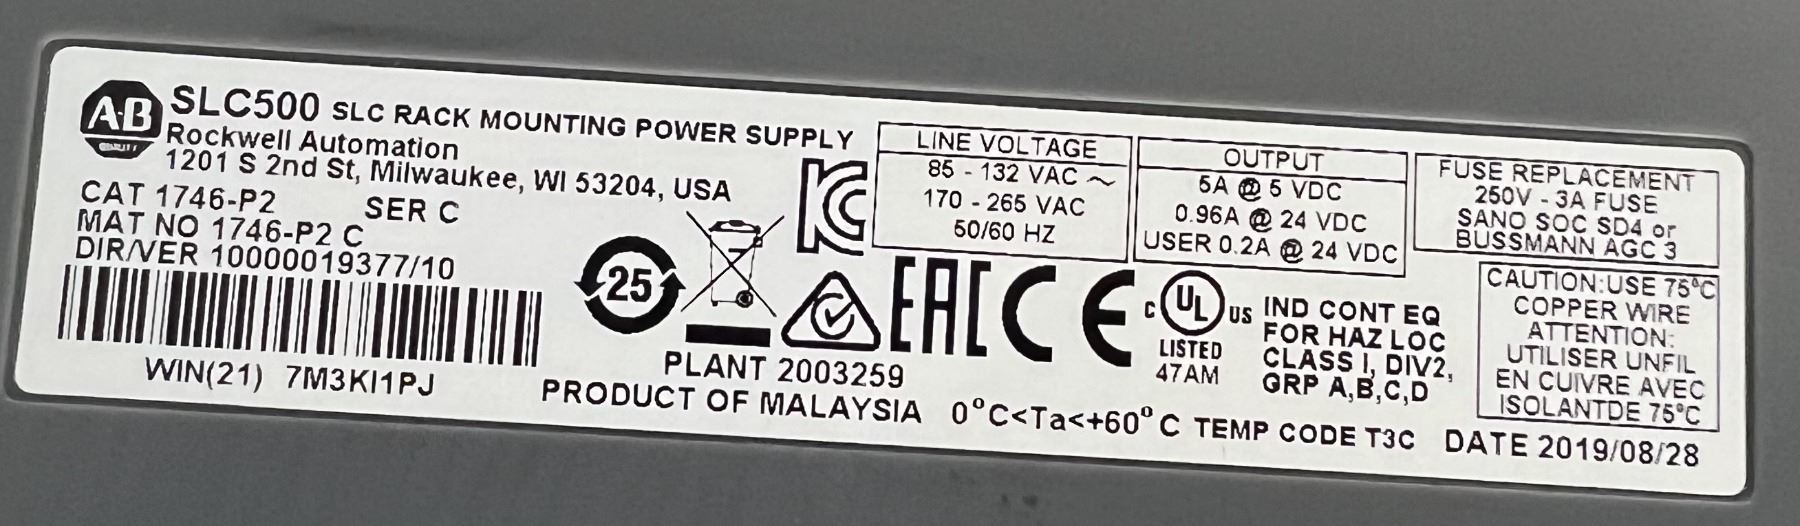 A-B
QUALITY
SLC500 SLC RACK MOUNTING POWER SUPPLY
Rockwell Automation
1201 S 2nd St, Milwaukee, WI 53204, USA
CAT 1746-P2 SER C
MAT NO 1746-P2 C
DIR/VER 10000019377/10
WIN(21) 7M3KI1PJ
25
LINE VOLTAGE
85 - 132 VAC ~
170 - 265 VAC
50/60 HZ
OUTPUT
5A @ 5 VDC
0.96A @ 24 VDC
USER 0.2A @ 24 VDC
FUSE REPLACEMENT
250V - 3A FUSE
SANO SOC SD4 or
BUSSMANN AGC 3
EAC CE
C UL US
LISTED
47AM
IND CONT EQ
FOR HAZ LOC
CLASS I, DIV2,
GRP A,B,C,D
CAUTION:USE 75°C
COPPER WIRE
ATTENTION:
UTILISER UNFIL
EN CUIVRE AVEC
ISOLANTDE 75°C
PLANT 2003259
PRODUCT OF MALAYSIA 0°C<Ta<+60° C TEMP CODE T3C DATE 2019/08/28